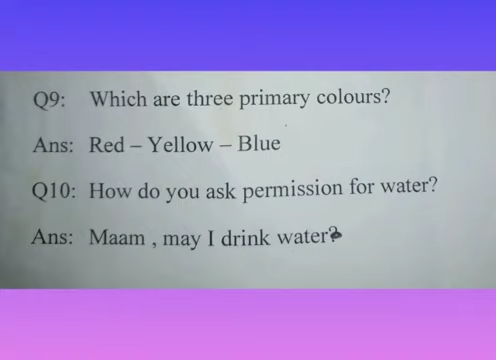 Q9: Which are three primary colours?
Ans: Red – Yellow – Blue
Q10: How do you ask permission for water?
Ans: Maam , may I drink water?